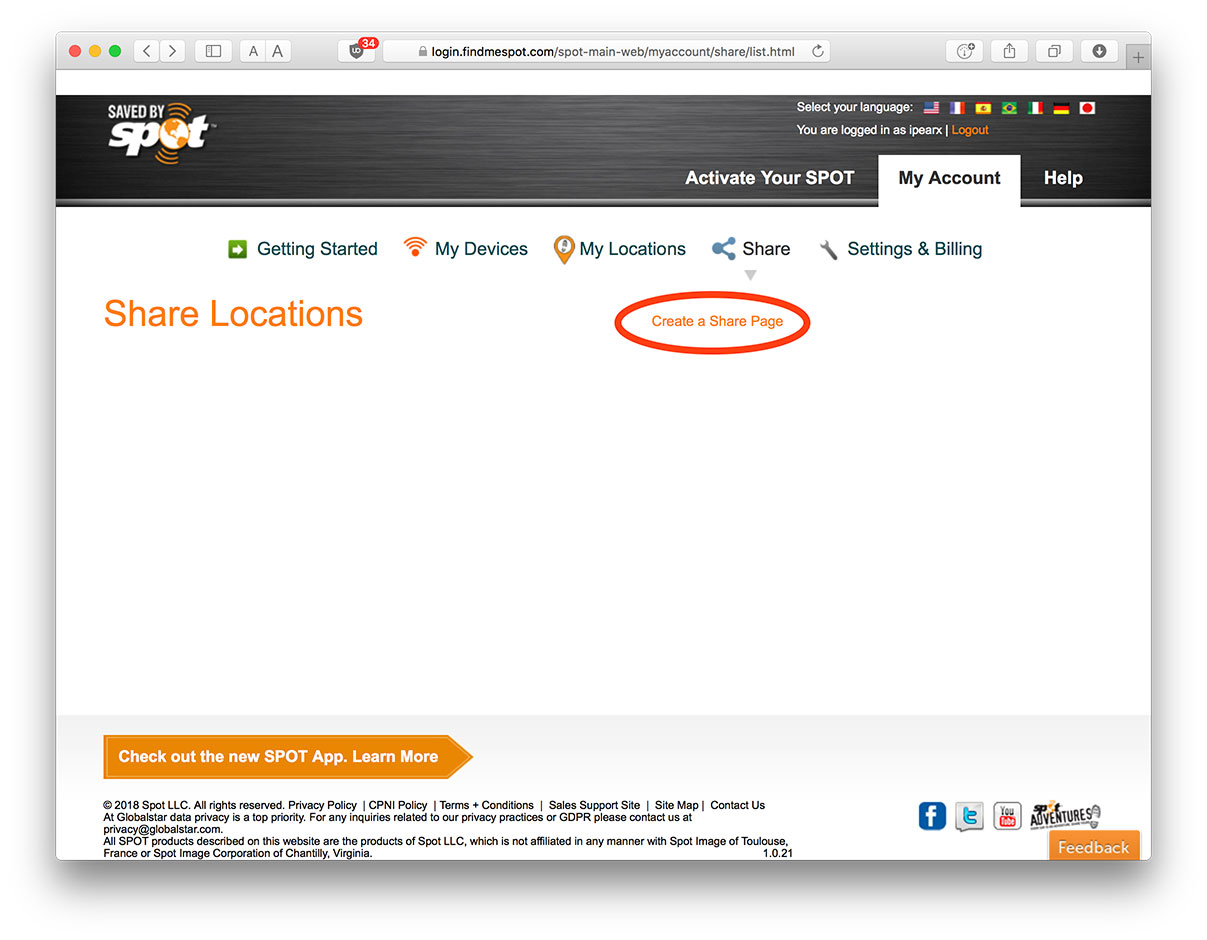 34
login.findmespot.com/spot-main-web/myaccount/share/list.html
A A
SAVED BY
spot™
Select your language:
You are logged in as ipearx | Logout
Activate Your SPOT My Account Help
Getting Started My Devices My Locations Share Settings & Billing
Share Locations
Create a Share Page
Check out the new SPOT App. Learn More
© 2018 Spot LLC. All rights reserved. Privacy Policy | CPNI Policy | Terms + Conditions | Sales Support Site | Site Map | Contact Us
At Globalstar data privacy is a top priority. For any inquiries related to our privacy practices or GDPR please contact us at
privacy@globalstar.com.
All SPOT products described on this website are the products of Spot LLC, which is not affiliated in any manner with Spot Image of Toulouse,
France or Spot Image Corporation of Chantilly, Virginia. 1.0.21
You
Tube
spot
ADVENTURES
Feedback